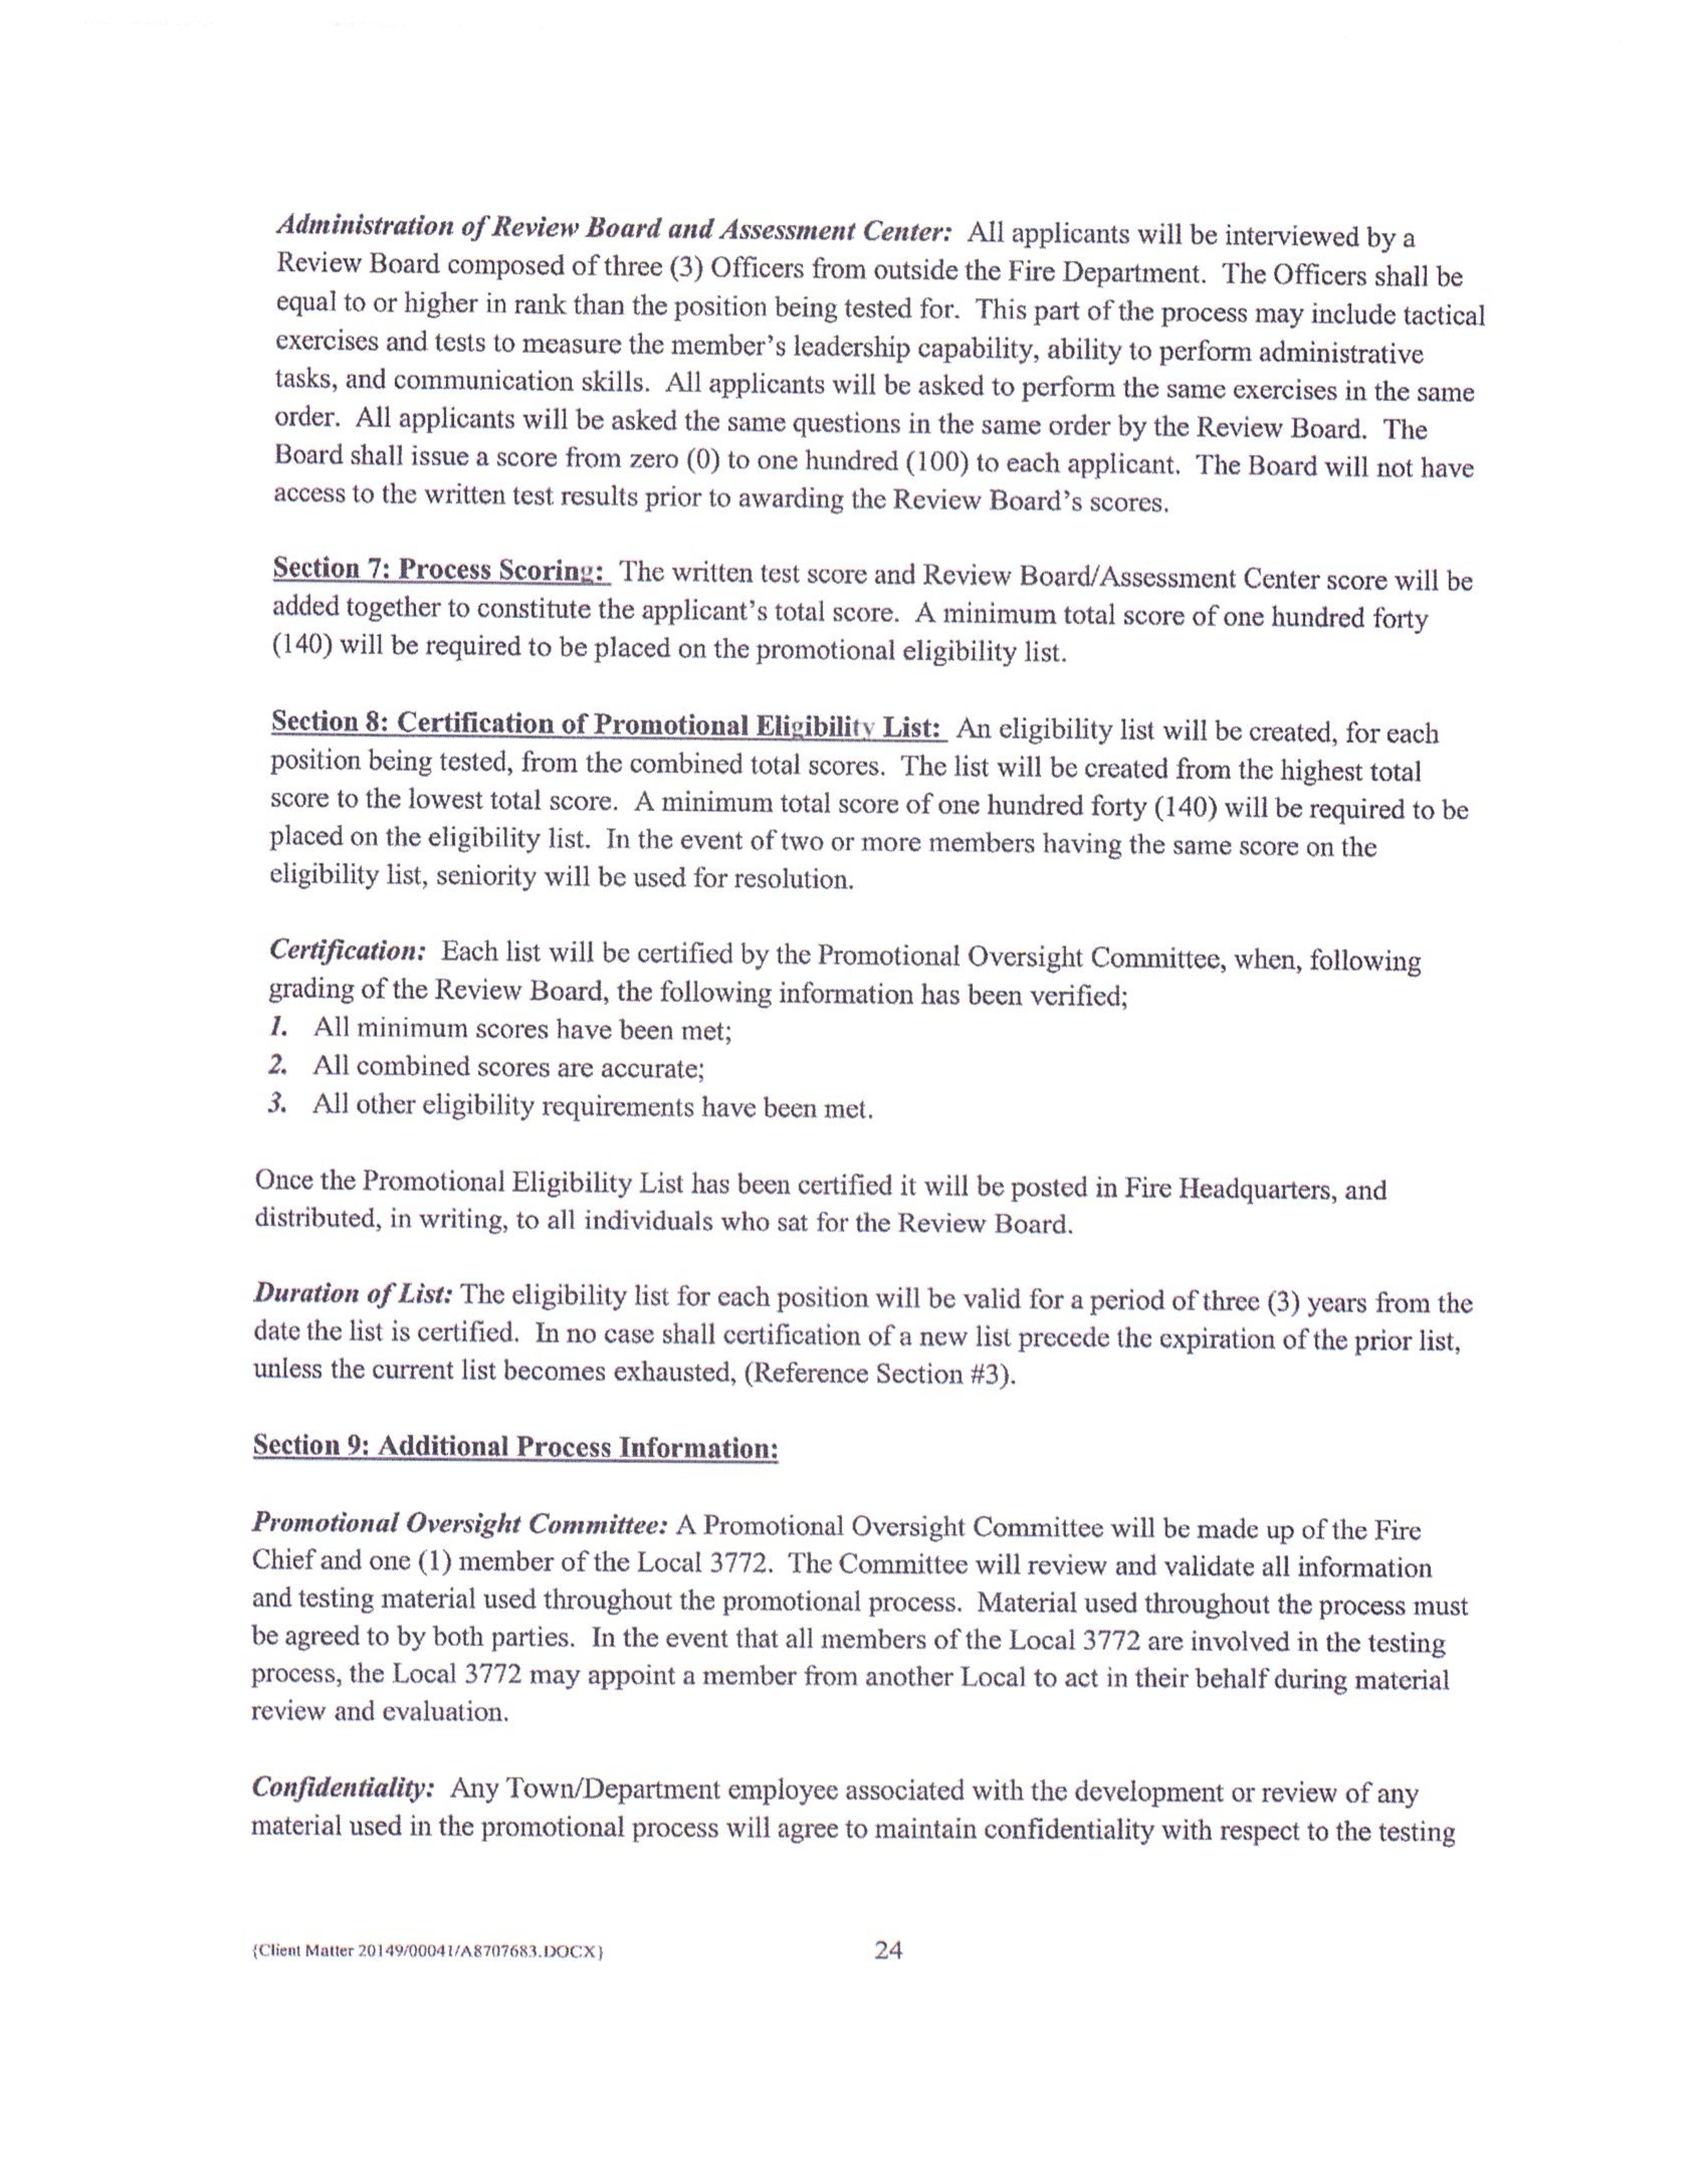 Administration of Review Board and Assessment Center: All applicants will be interviewed by a
Review Board composed of three (3) Officers from outside the Fire Department. The Officers shall be
equal to or higher in rank than the position being tested for. This part of the process may include tactical
exercises and tests to measure the member's leadership capability, ability to perform administrative
tasks, and communication skills. All applicants will be asked to perform the same exercises in the same
order. All applicants will be asked the same questions in the same order by the Review Board. The
Board shall issue a score from zero (0) to one hundred (100) to each applicant. The Board will not have
access to the written test results prior to awarding the Review Board's scores.
Section 7: Process Scoring: The written test score and Review Board/Assessment Center score will be
added together to constitute the applicant's total score. A minimum total score of one hundred forty
(140) will be required to be placed on the promotional eligibility list.
Section 8: Certification of Promotional Eligibility List: An eligibility list will be created, for each
position being tested, from the combined total scores. The list will be created from the highest total
score to the lowest total score. A minimum total score of one hundred forty (140) will be required to be
placed on the eligibility list. In the event of two or more members having the same score on the
eligibility list, seniority will be used for resolution.
Certification: Each list will be certified by the Promotional Oversight Committee, when, following
grading of the Review Board, the following information has been verified;
1. All minimum scores have been met;
2. All combined scores are accurate;
3. All other eligibility requirements have been met.
Once the Promotional Eligibility List has been certified it will be posted in Fire Headquarters, and
distributed, in writing, to all individuals who sat for the Review Board.
Duration of List: The eligibility list for each position will be valid for a period of three (3) years from the
date the list is certified. In no case shall certification of a new list precede the expiration of the prior list,
unless the current list becomes exhausted, (Reference Section #3).
Section 9: Additional Process Information:
Promotional Oversight Committee: A Promotional Oversight Committee will be made up of the Fire
Chief and one (1) member of the Local 3772. The Committee will review and validate all information
and testing material used throughout the promotional process. Material used throughout the process must
be agreed to by both parties. In the event that all members of the Local 3772 are involved in the testing
process, the Local 3772 may appoint a member from another Local to act in their behalf during material
review and evaluation.
Confidentiality: Any Town/Department employee associated with the development or review of any
material used in the promotional process will agree to maintain confidentiality with respect to the testing
{Client Matter 20149/00041/A8707683.DOCX}
24